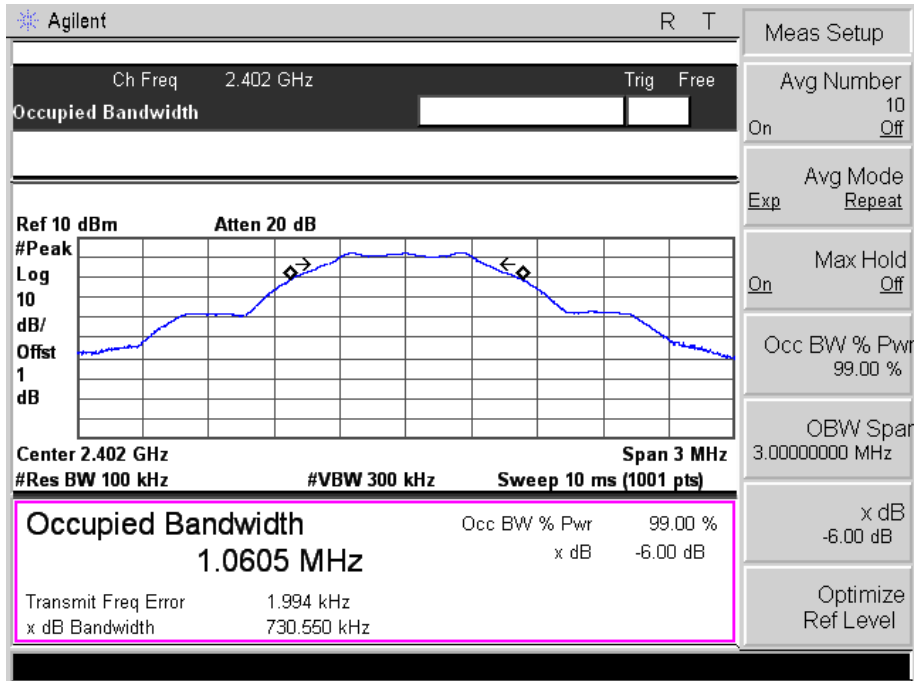 Agilent R T
Ch Freq 2.402 GHz Trig Free
Occupied Bandwidth
Ref 10 dBm Atten 20 dB
#Peak
Log
10
dB/
Offst
1
dB
Center 2.402 GHz Span 3 MHz
#Res BW 100 kHz #VBW 300 kHz Sweep 10 ms (1001 pts)
Occupied Bandwidth Occ BW % Pwr 99.00 %
1.0605 MHz x dB -6.00 dB
Transmit Freq Error 1.994 kHz
x dB Bandwidth 730.550 kHz
Meas Setup
Avg Number
10
On Off
Avg Mode
Exp Repeat
Max Hold
On Off
Occ BW % Pwr
99.00 %
OBW Span
3.00000000 MHz
x dB
-6.00 dB
Optimize
Ref Level